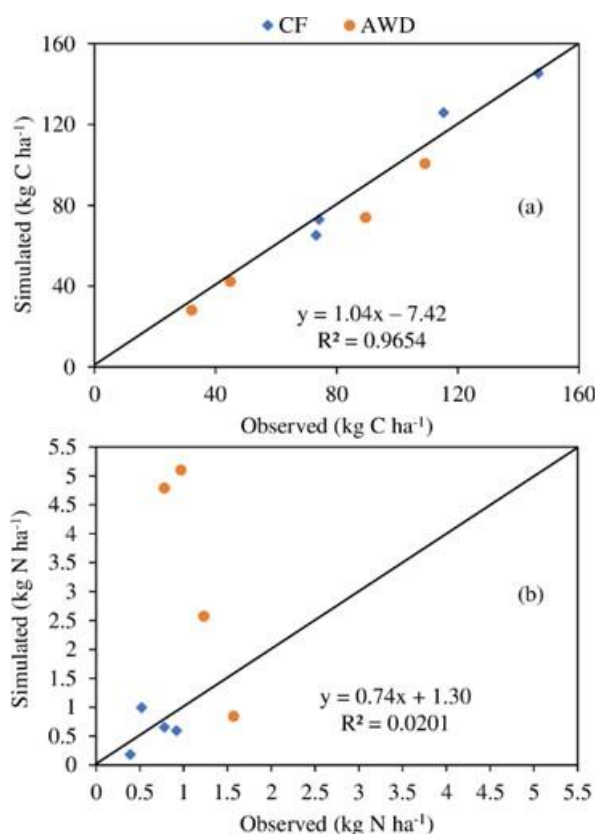 CF AWD
160
120
80
40
0
Simulated (kg C ha⁻¹)
(a)
y = 1.04x – 7.42
R² = 0.9654
0 40 80 120 160
Observed (kg C ha⁻¹)
5.5
5
4.5
4
3.5
3
2.5
2
1.5
1
0.5
0
Simulated (kg N ha⁻¹)
(b)
y = 0.74x + 1.30
R² = 0.0201
0 0.5 1 1.5 2 2.5 3 3.5 4 4.5 5 5.5
Observed (kg N ha⁻¹)